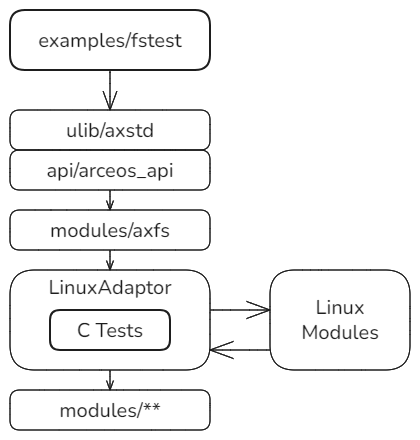 examples/fstest
ulib/axstd
api/arceos_api
modules/axfs
LinuxAdaptor
C Tests
Linux
Modules
modules/**